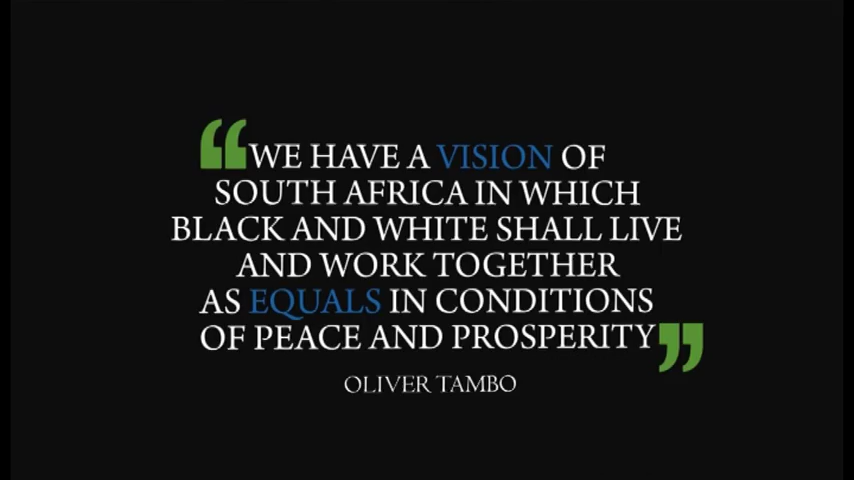 “WE HAVE A VISION OF
SOUTH AFRICA IN WHICH
BLACK AND WHITE SHALL LIVE
AND WORK TOGETHER
AS EQUALS IN CONDITIONS
OF PEACE AND PROSPERITY”
OLIVER TAMBO